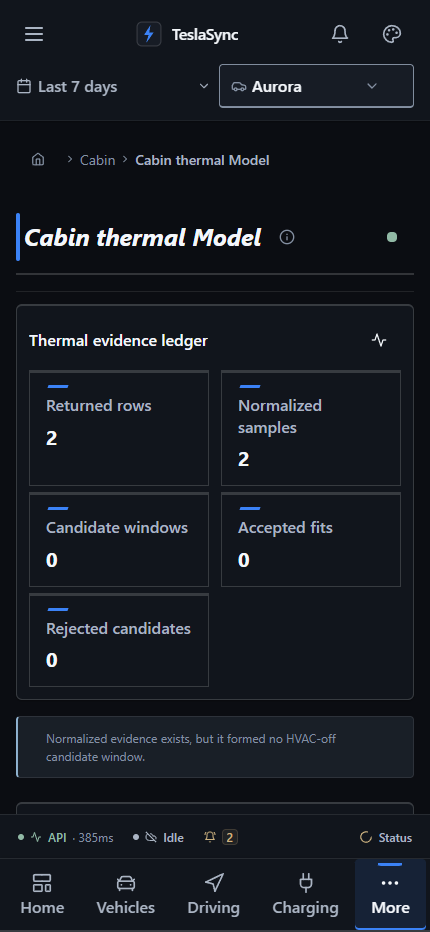 TeslaSync
Last 7 days
Aurora
Cabin
Cabin thermal Model
Cabin thermal Model
Thermal evidence ledger
Returned rows
2
Normalized
samples
2
Candidate windows
0
Accepted fits
0
Rejected candidates
0
Normalized evidence exists, but it formed no HVAC-off
candidate window.
API · 385ms
Idle
2
Status
Home
Vehicles
Driving
Charging
More